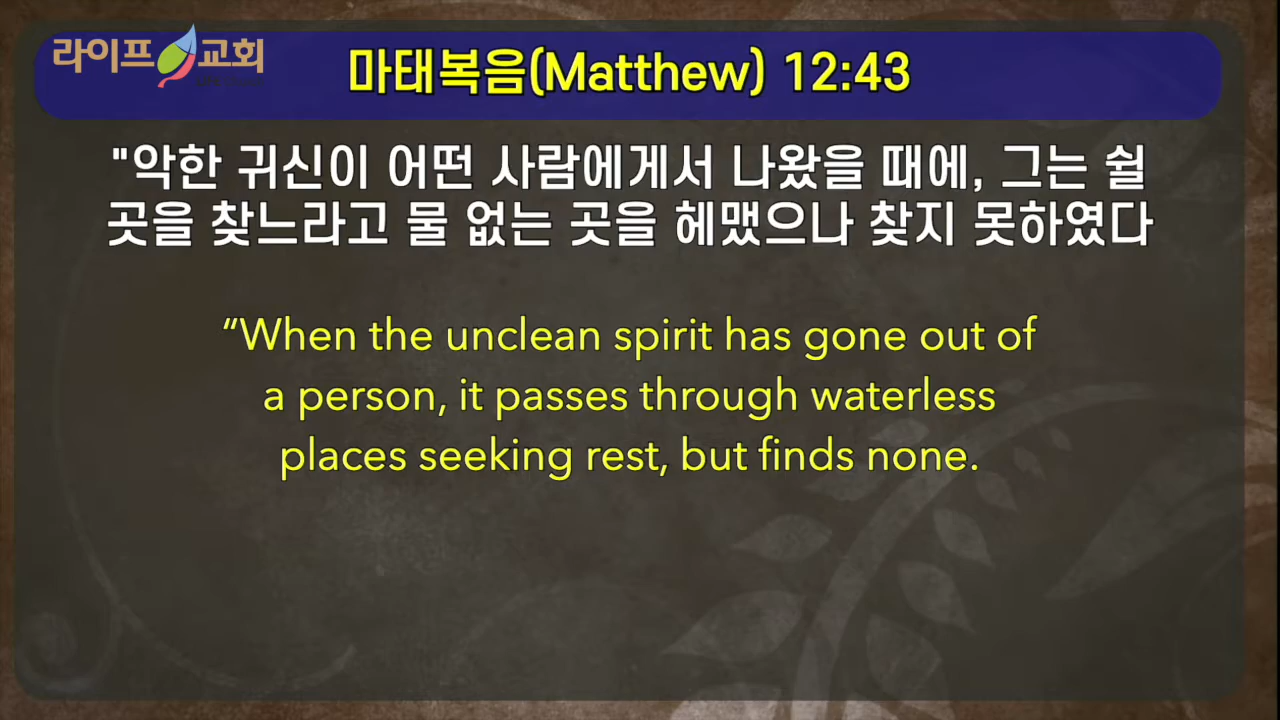 라이프교회
마태복음(Matthew) 12:43
"악한 귀신이 어떤 사람에게서 나왔을 때에, 그는 쉴
곳을 찾느라고 물 없는 곳을 헤맸으나 찾지 못하였다
“When the unclean spirit has gone out of
a person, it passes through waterless
places seeking rest, but finds none.